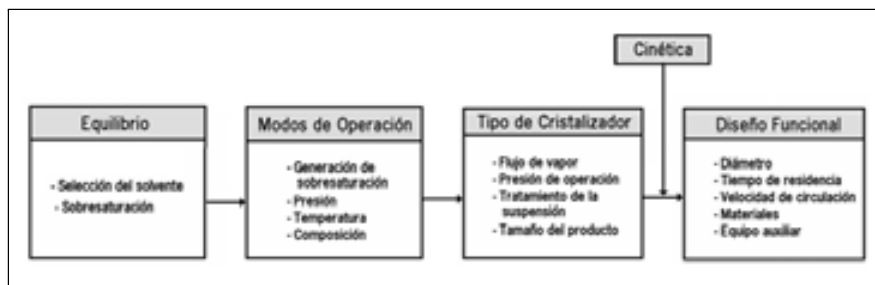 Cinética
Equilibrio
- Selección del solvente
- Sobresaturación
Modos de Operación
- Generación de
sobresaturación
- Presión
- Temperatura
- Composición
Tipo de Cristalizador
- Flujo de vapor
- Presión de operación
- Tratamiento de la
suspensión
- Tamaño del producto
Diseño Funcional
- Diámetro
- Tiempo de residencia
- Velocidad de circulación
- Materiales
- Equipo auxiliar